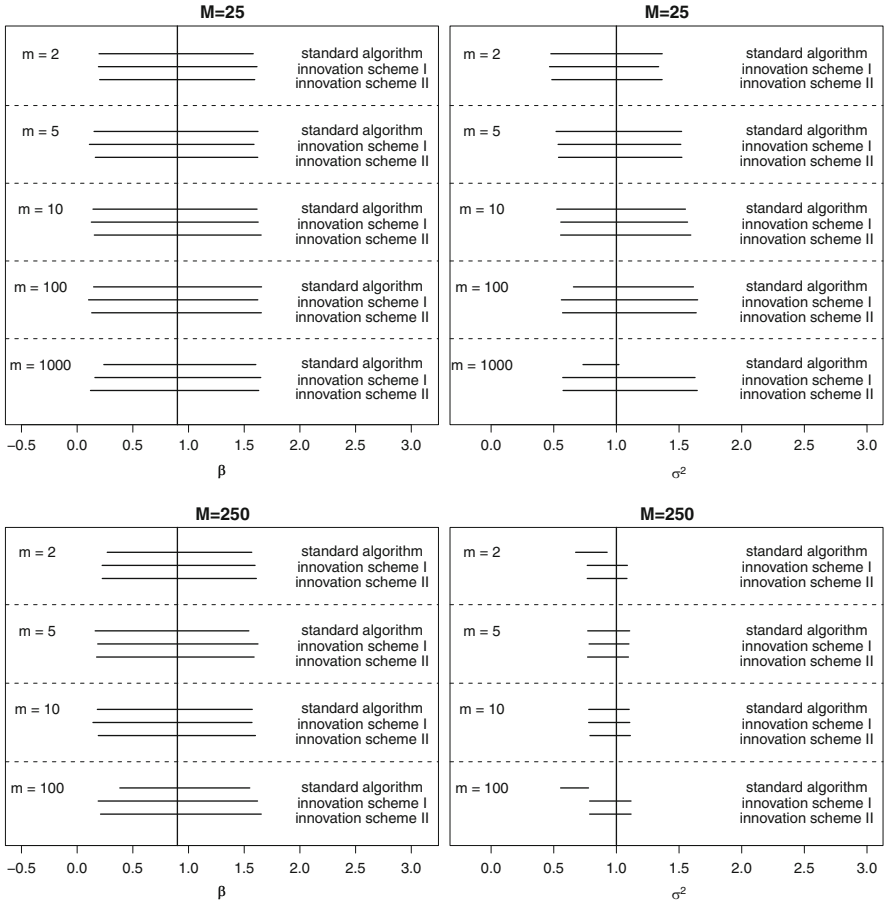 M=25
m = 2
standard algorithm
innovation scheme I
innovation scheme II
m = 5
standard algorithm
innovation scheme I
innovation scheme II
m = 10
standard algorithm
innovation scheme I
innovation scheme II
m = 100
standard algorithm
innovation scheme I
innovation scheme II
m = 1000
standard algorithm
innovation scheme I
innovation scheme II
−0.5 0.0 0.5 1.0 1.5 2.0 2.5 3.0
β
M=25
m = 2
standard algorithm
innovation scheme I
innovation scheme II
m = 5
standard algorithm
innovation scheme I
innovation scheme II
m = 10
standard algorithm
innovation scheme I
innovation scheme II
m = 100
standard algorithm
innovation scheme I
innovation scheme II
m = 1000
standard algorithm
innovation scheme I
innovation scheme II
0.0 0.5 1.0 1.5 2.0 2.5 3.0
σ²
M=250
m = 2
standard algorithm
innovation scheme I
innovation scheme II
m = 5
standard algorithm
innovation scheme I
innovation scheme II
m = 10
standard algorithm
innovation scheme I
innovation scheme II
m = 100
standard algorithm
innovation scheme I
innovation scheme II
−0.5 0.0 0.5 1.0 1.5 2.0 2.5 3.0
β
M=250
m = 2
standard algorithm
innovation scheme I
innovation scheme II
m = 5
standard algorithm
innovation scheme I
innovation scheme II
m = 10
standard algorithm
innovation scheme I
innovation scheme II
m = 100
standard algorithm
innovation scheme I
innovation scheme II
0.0 0.5 1.0 1.5 2.0 2.5 3.0
σ²